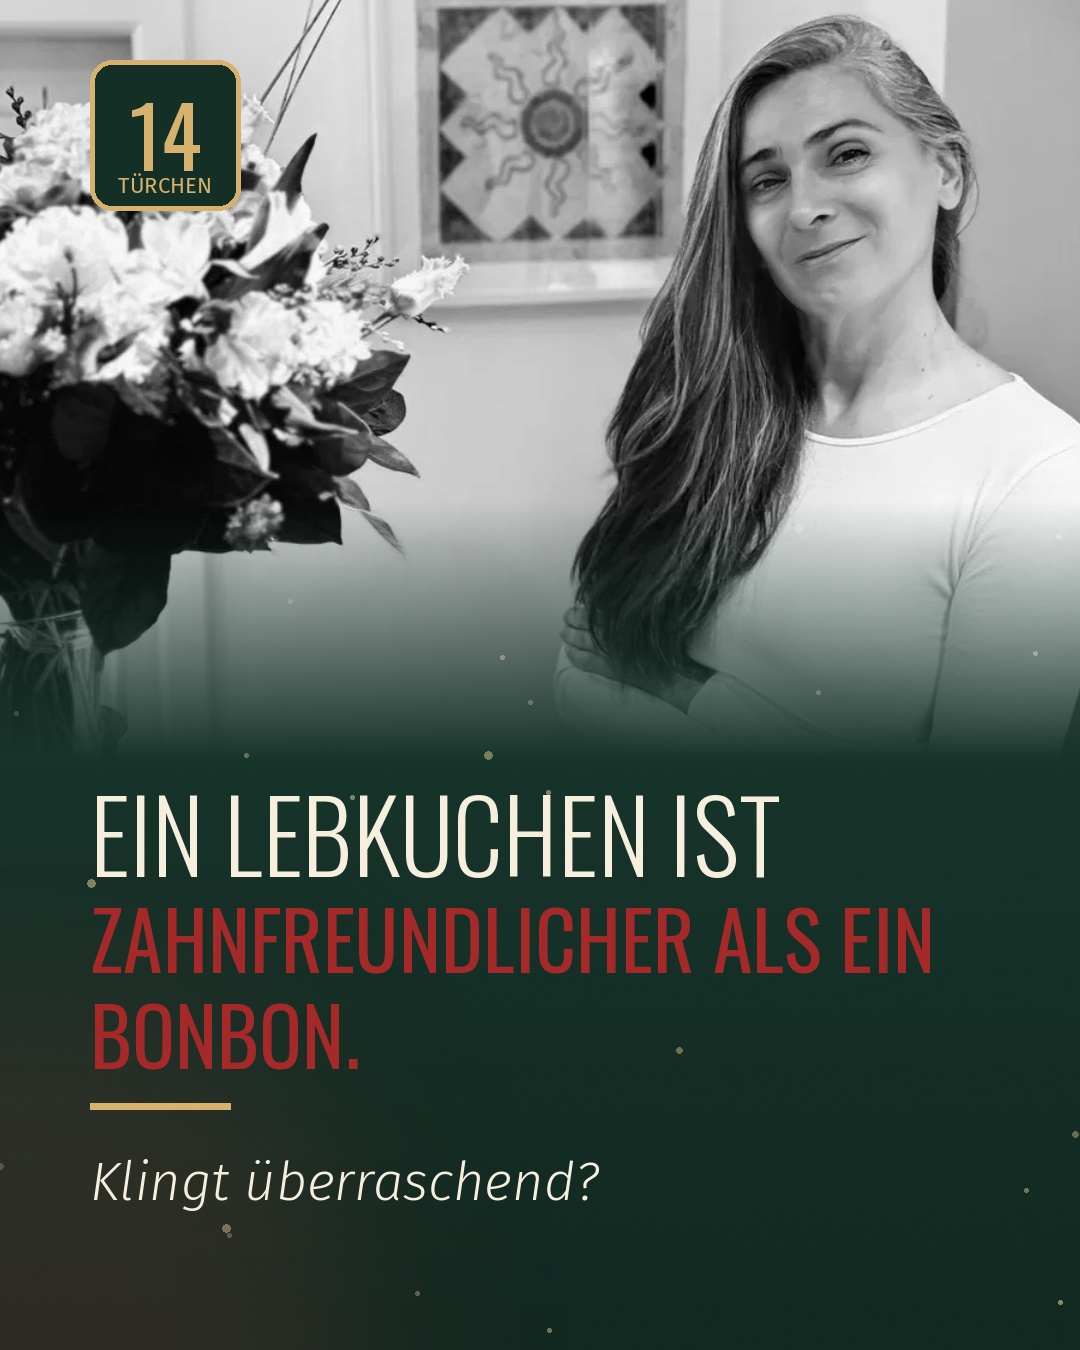 14
TÜRCHEN
EIN LEBKUCHEN IST
ZAHNFREUNDLICHER ALS EIN
BONBON.
Klingt überraschend?